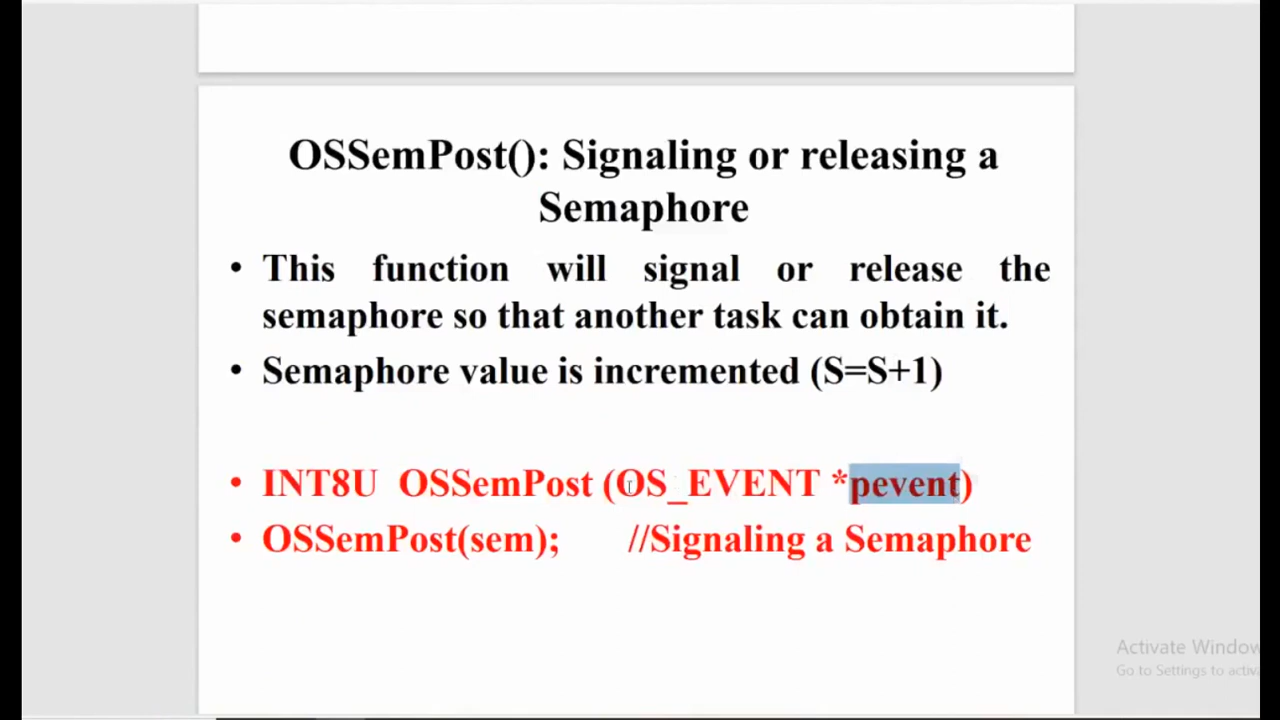 OSSemPost(): Signaling or releasing a
Semaphore
• This function will signal or release the
semaphore so that another task can obtain it.
• Semaphore value is incremented (S=S+1)
• INT8U OSSemPost (OS_EVENT *pevent)
• OSSemPost(sem); //Signaling a Semaphore
Activate Window
Go to Settings to activa